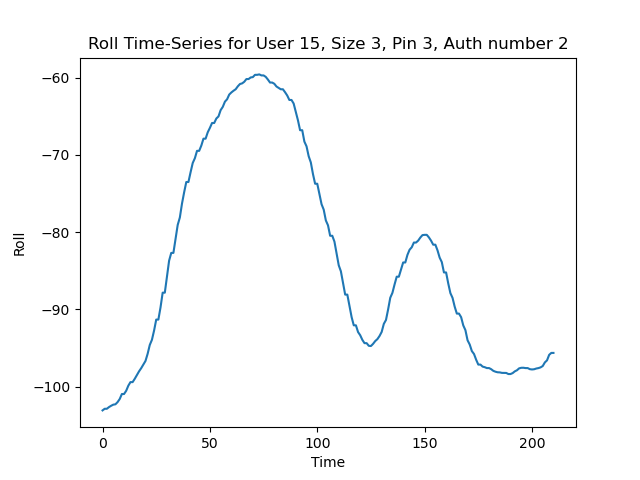 Roll Time-Series for User 15, Size 3, Pin 3, Auth number 2
−60
−70
−80
−90
−100
Roll
0 50 100 150 200
Time